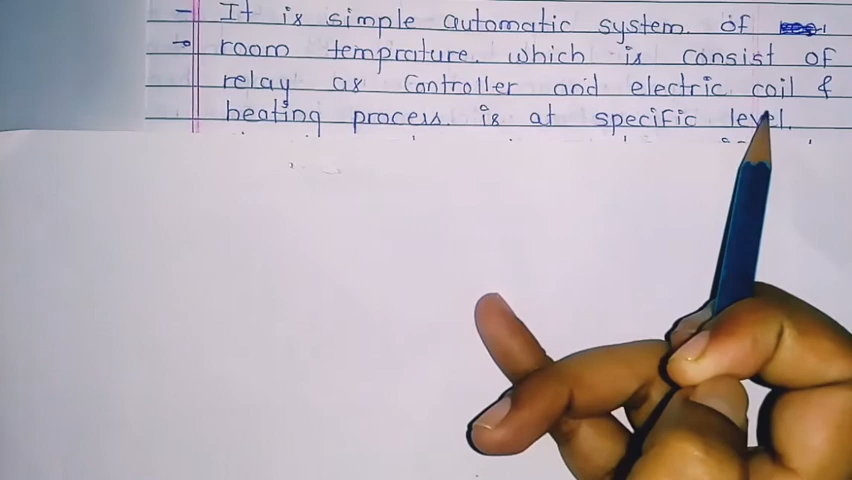 - It is simple automatic system of
→ room temprature. which is consist of
relay as Controller and electric coil &
heating process. is at specific level.